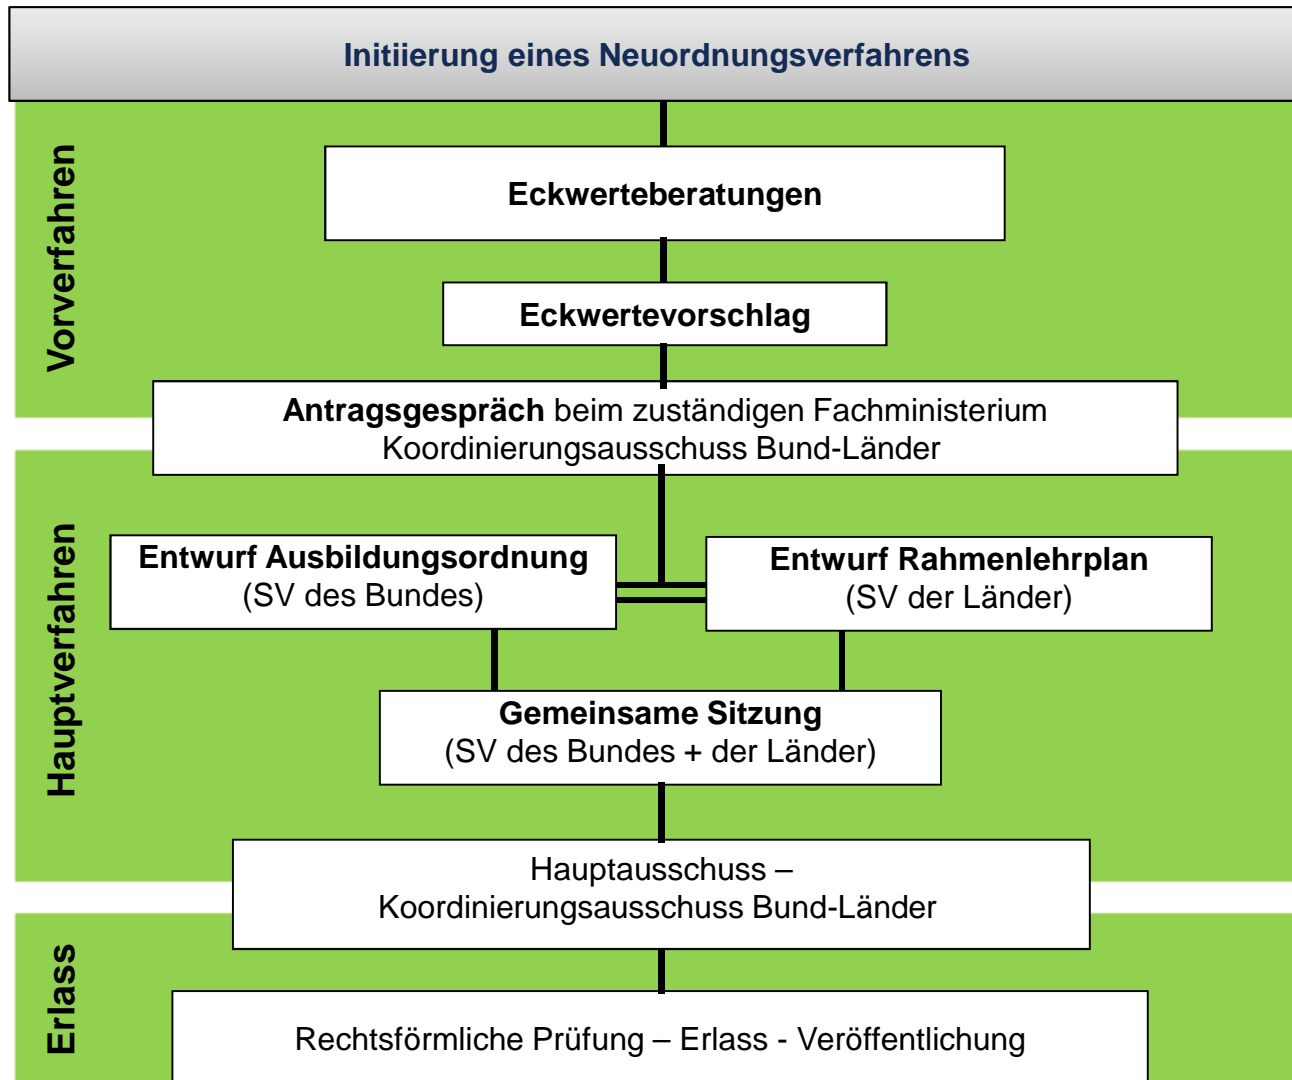 Initiierung eines Neuordnungsverfahrens
Vorverfahren
Eckwerteberatungen
Eckwertevorschlag
Antragsgespräch beim zuständigen Fachministerium
Koordinierungsausschuss Bund-Länder
Hauptverfahren
Entwurf Ausbildungsordnung
(SV des Bundes)
Entwurf Rahmenlehrplan
(SV der Länder)
Gemeinsame Sitzung
(SV des Bundes + der Länder)
Hauptausschuss –
Koordinierungsausschuss Bund-Länder
Erlass
Rechtsförmliche Prüfung – Erlass - Veröffentlichung